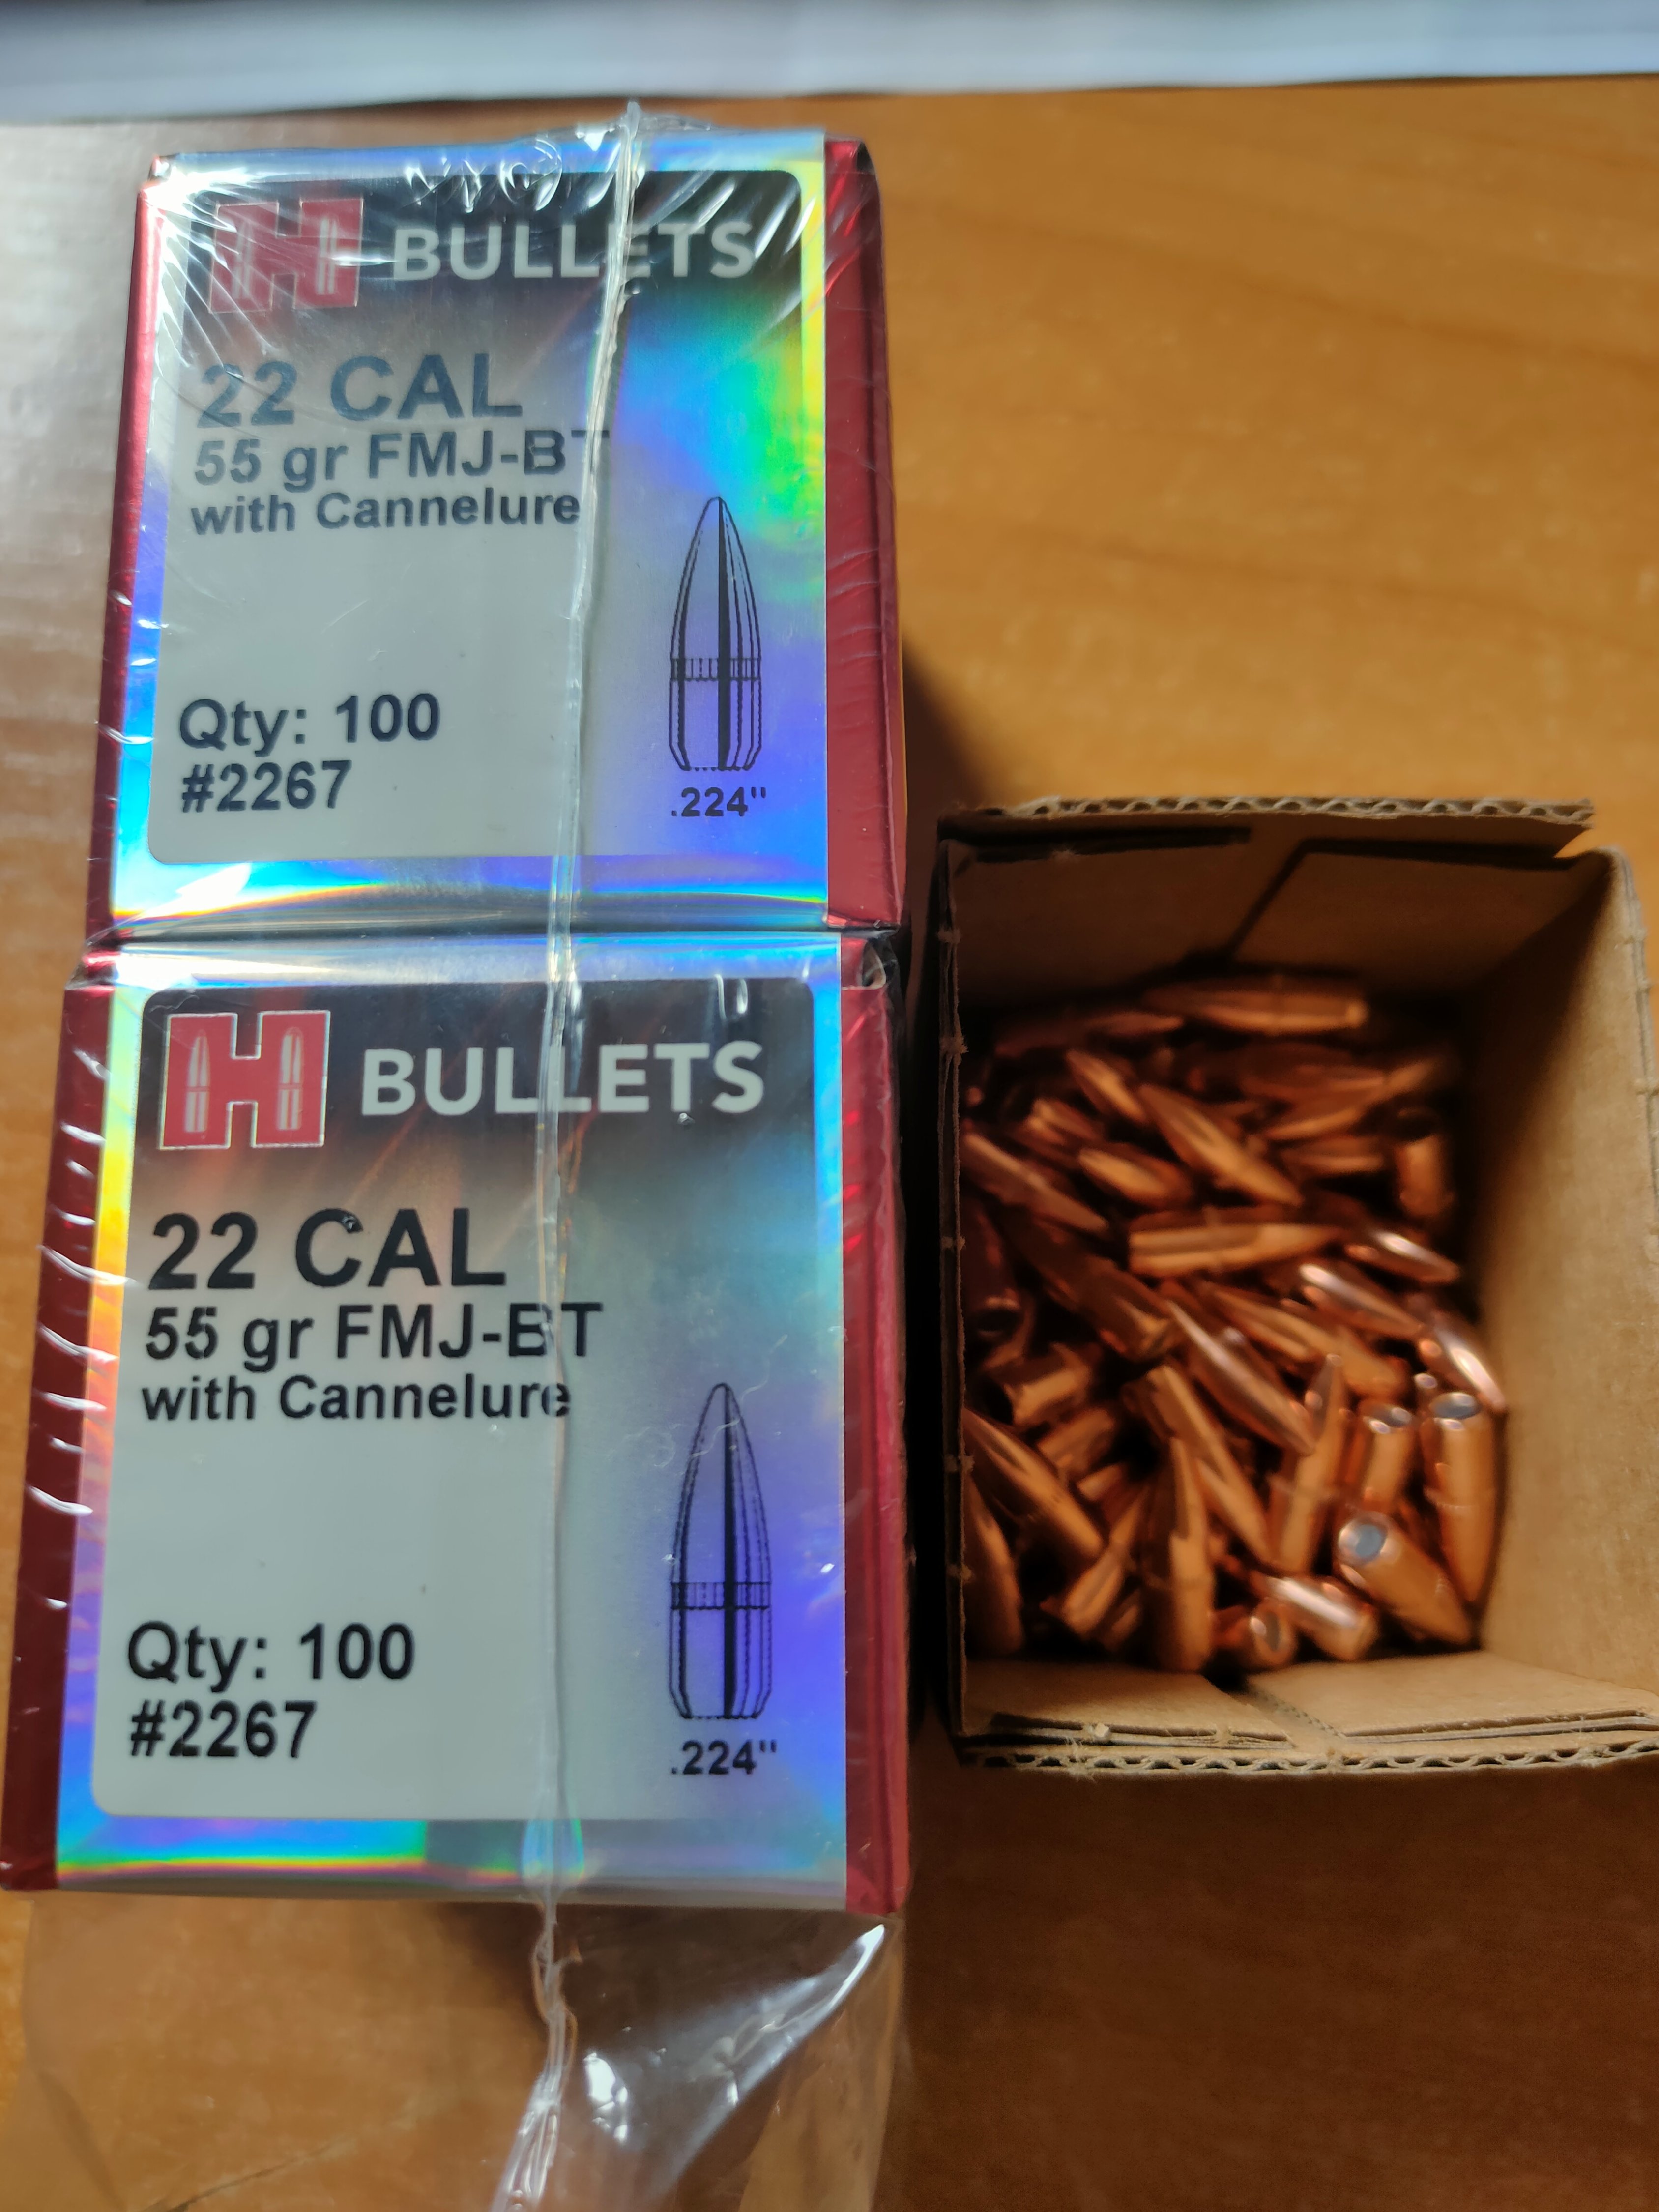 H BULLETS
22 CAL
55 gr FMJ-BT
with Cannelure
Qty: 100
#2267
.224"
H BULLETS
22 CAL
55 gr FMJ-BT
with Cannelure
Qty: 100
#2267
.224"